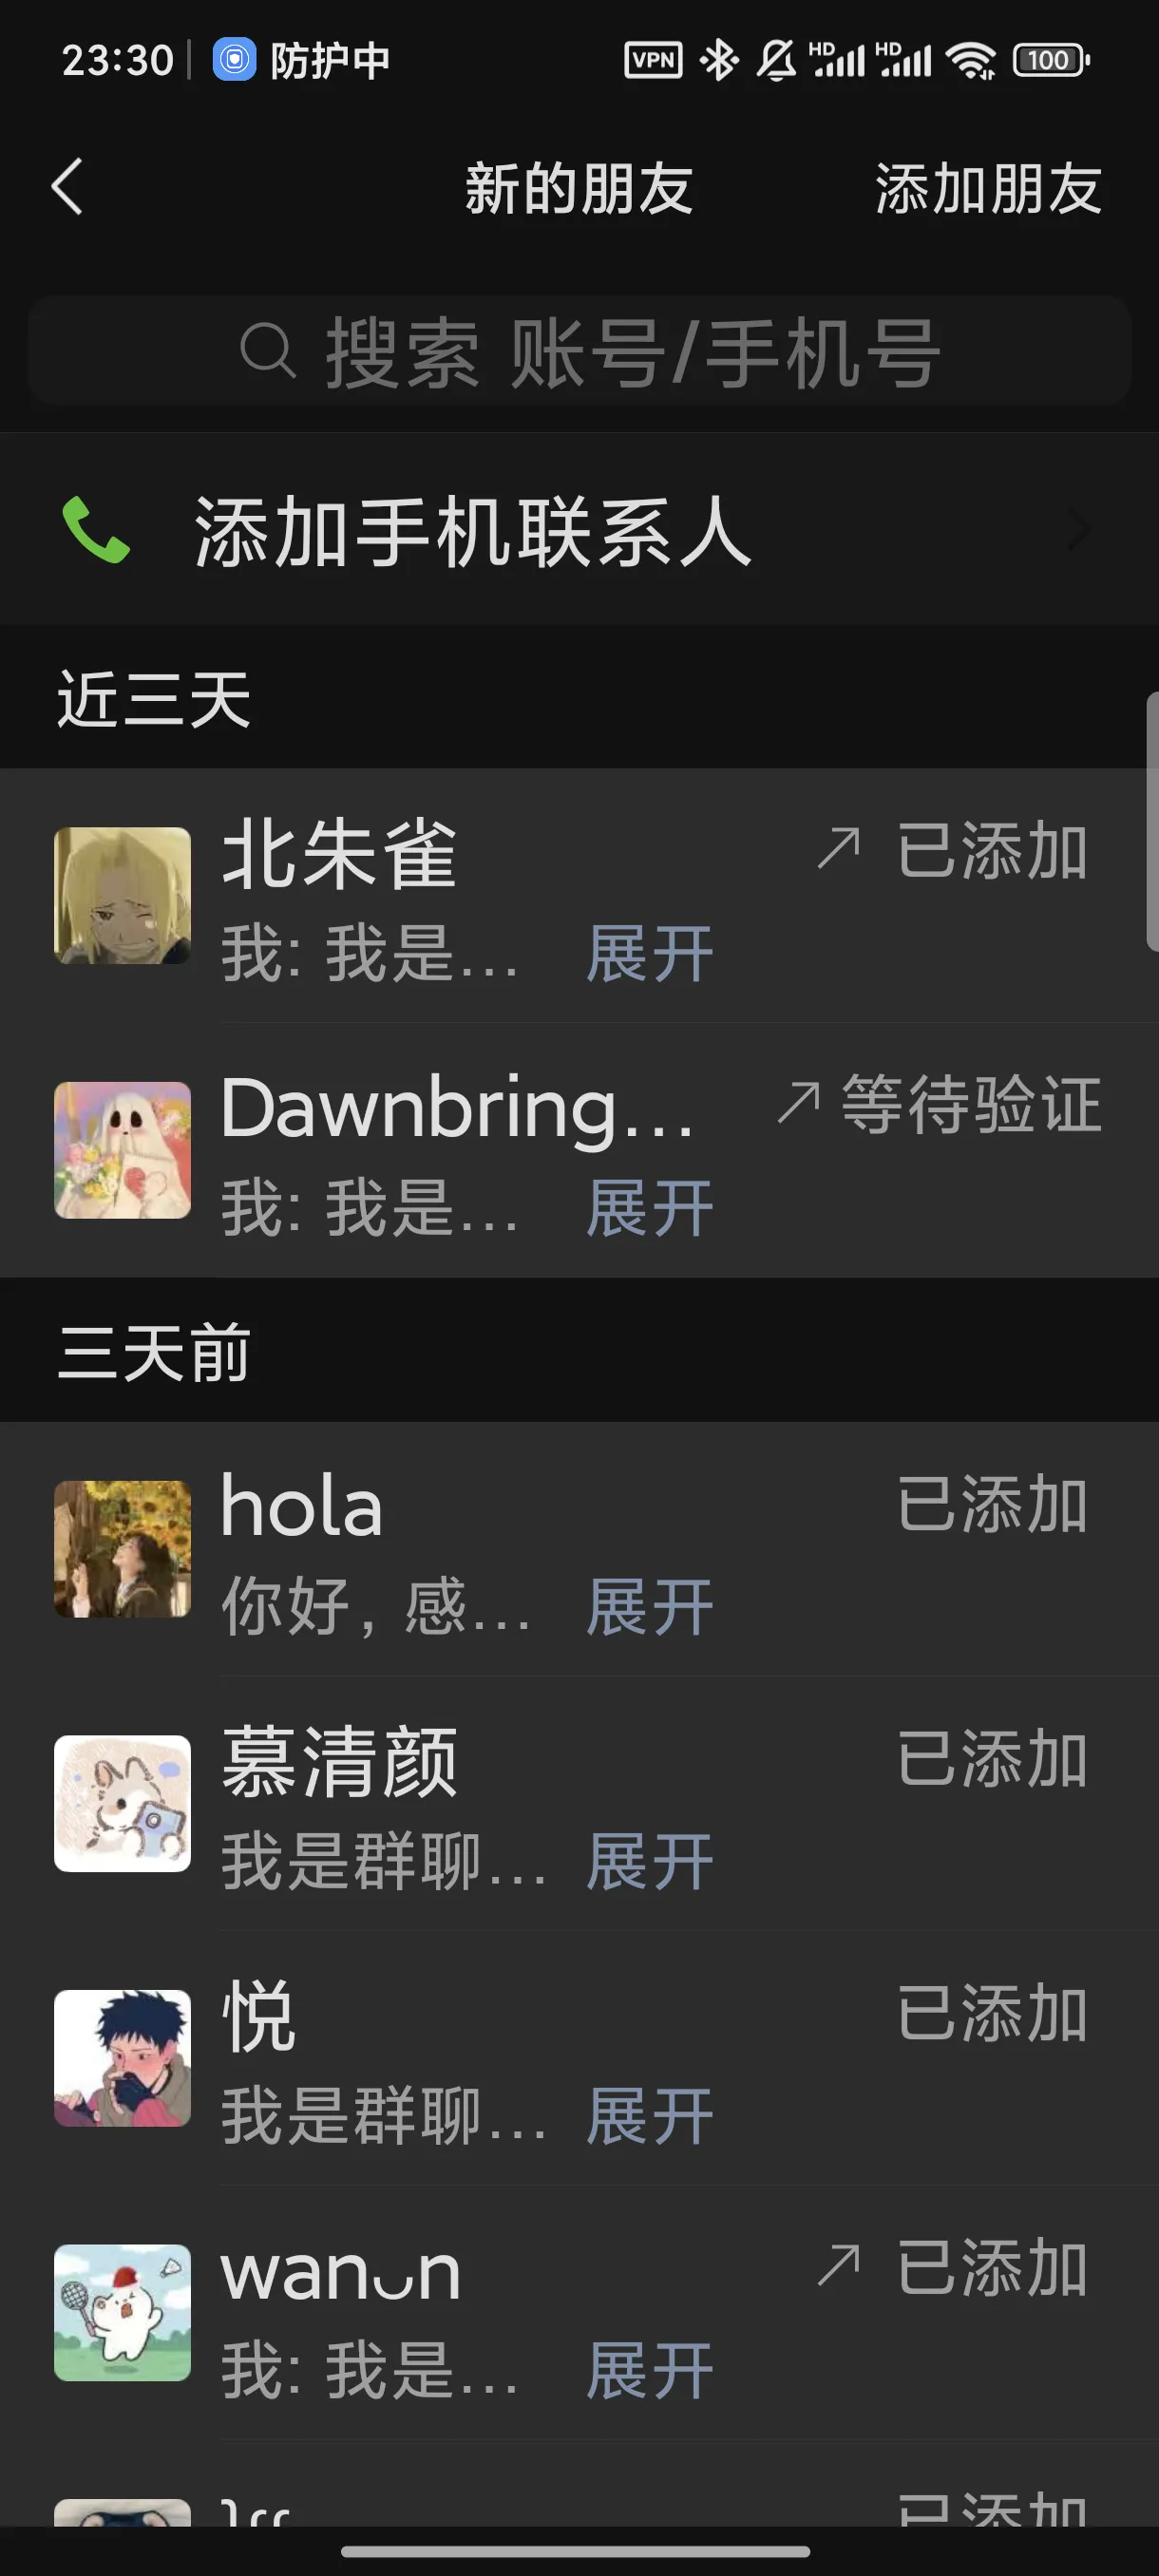 23:30 防护中 VPN HD HD 100
新的朋友 添加朋友
搜索 账号/手机号
添加手机联系人
近三天
北朱雀 已添加
我: 我是... 展开
Dawnbring... 等待验证
我: 我是... 展开
三天前
hola 已添加
你好, 感... 展开
慕清颜 已添加
我是群聊... 展开
悦 已添加
我是群聊... 展开
wanᴗn 已添加
我: 我是... 展开
已添加